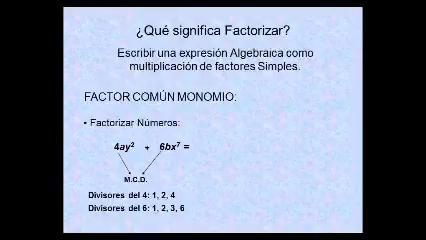 ¿Qué significa Factorizar?
Escribir una expresión Algebraica como
multiplicación de factores Simples.
FACTOR COMÚN MONOMIO:
• Factorizar Números:
4ay² + 6bx⁷ =
M.C.D.
Divisores del 4: 1, 2, 4
Divisores del 6: 1, 2, 3, 6